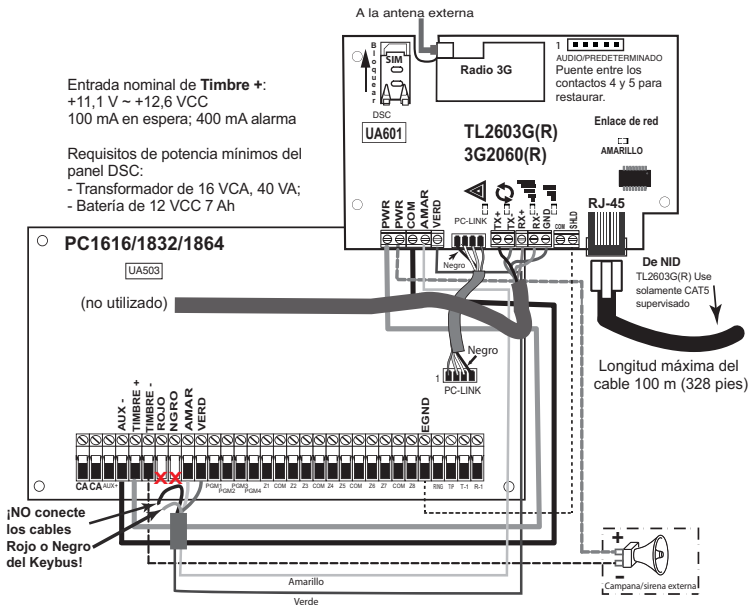 A la antena externa
Bloquear
SIM
Radio 3G
1
AUDIO/PREDETERMINADO
Puente entre los
contactos 4 y 5 para
restaurar.
Entrada nominal de Timbre +:
+11,1 V ~ +12,6 VCC
100 mA en espera; 400 mA alarma
DSC
UA601
TL2603G(R)
3G2060(R)
Enlace de red
AMARILLO
Requisitos de potencia mínimos del
panel DSC:
- Transformador de 16 VCA, 40 VA;
- Batería de 12 VCC 7 Ah
PWR
PWR
COM
AMAR
VERD
PC-LINK
TX+
TX-
RX+
RX-
GND
COM
SHLD
RJ-45
PC1616/1832/1864
UA503
Negro
De NID
TL2603G(R) Use
solamente CAT5
supervisado
(no utilizado)
Negro
1
PC-LINK
Longitud máxima del
cable 100 m (328 pies)
AUX -
TIMBRE +
TIMBRE -
ROJO
NGRO
AMAR
VERD
EGND
CA CA AUX+ PGM1 PGM2 PGM3 PGM4 Z1 COM Z2 Z3 COM Z4 Z5 COM Z6 Z7 COM Z8 RING TIP T-1 R-1
¡NO conecte
los cables
Rojo o Negro
del Keybus!
+
-
Campana/sirena externa
Amarillo
Verde